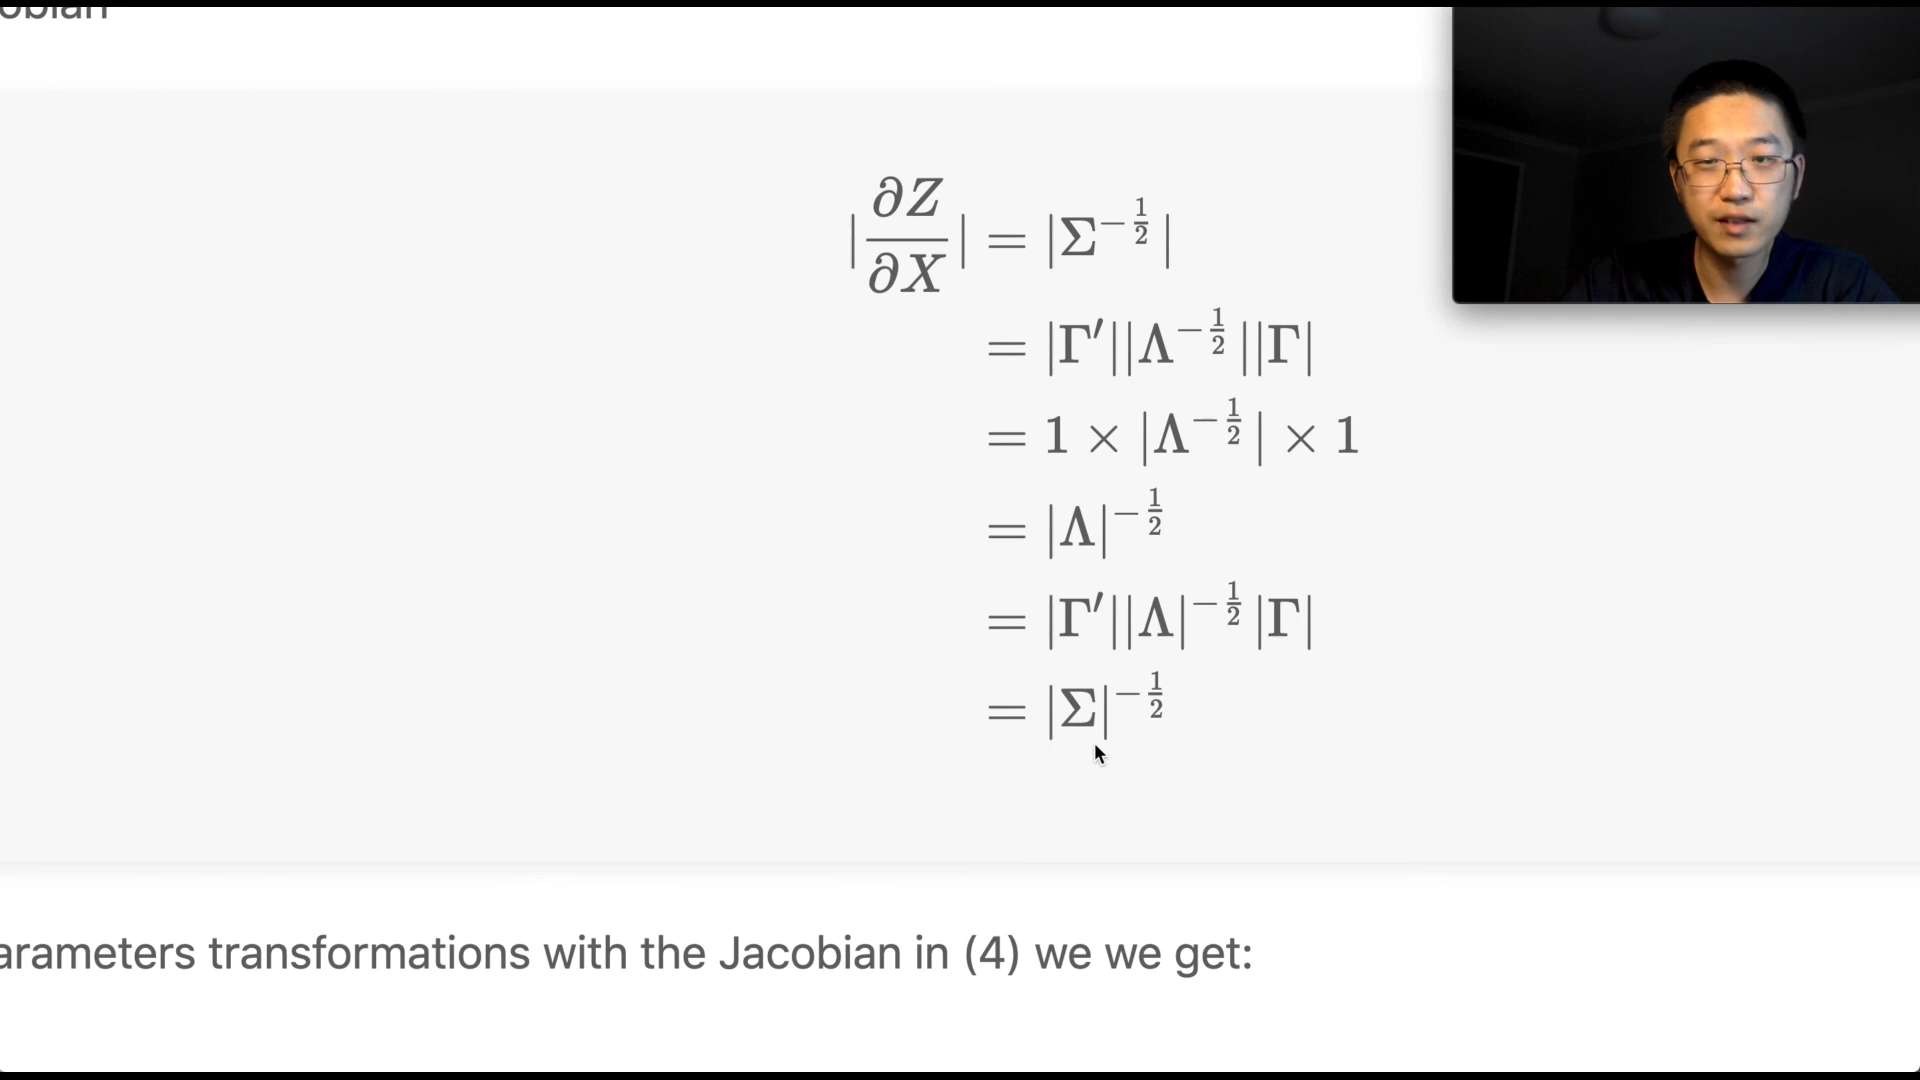 obian
|∂Z/∂X| = |Σ^{-1/2}|
= |Γ′||Λ^{-1/2}||Γ|
= 1 × |Λ^{-1/2}| × 1
= |Λ|^{-1/2}
= |Γ′||Λ|^{-1/2}|Γ|
= |Σ|^{-1/2}
arameters transformations with the Jacobian in (4) we we get: